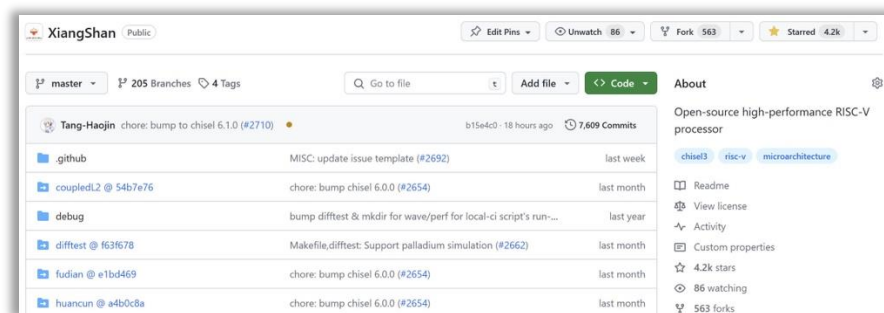 XiangShan Public Edit Pins Unwatch 86 Fork 563 Starred 4.2k
master 205 Branches 4 Tags Go to file t Add file <> Code
Tang-Haojin chore: bump to chisel 6.1.0 (#2710) b15e4c0 · 18 hours ago 7,609 Commits
.github MISC: update issue template (#2692) last week
coupledL2 @ 54b7e76 chore: bump chisel 6.0.0 (#2654) last month
debug bump difftest & mkdir for wave/perf for local-ci script's run-... last year
difftest @ f63f678 Makefile,difftest: Support palladium simulation (#2662) last month
fudian @ e1bd469 chore: bump chisel 6.0.0 (#2654) last month
huancun @ a4b0c8a chore: bump chisel 6.0.0 (#2654) last month
About
Open-source high-performance RISC-V
processor
chisel3 risc-v microarchitecture
Readme
View license
Activity
Custom properties
4.2k stars
86 watching
563 forks